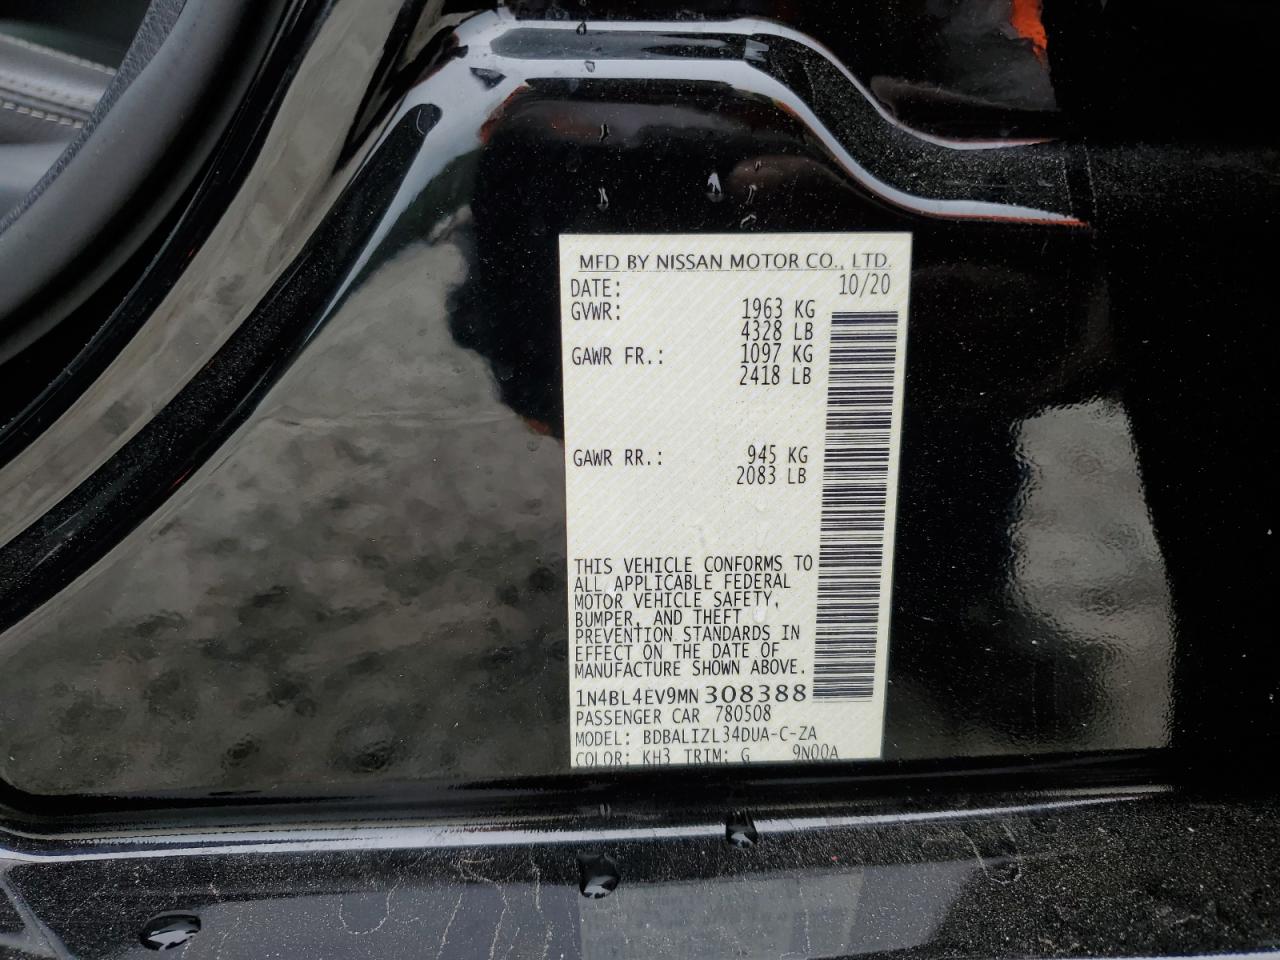 MFD BY NISSAN MOTOR CO., LTD.
DATE: 10/20
GVWR: 1963 KG
4328 LB
GAWR FR.: 1097 KG
2418 LB
GAWR RR.: 945 KG
2083 LB
THIS VEHICLE CONFORMS TO
ALL APPLICABLE FEDERAL
MOTOR VEHICLE SAFETY,
BUMPER, AND THEFT
PREVENTION STANDARDS IN
EFFECT ON THE DATE OF
MANUFACTURE SHOWN ABOVE.
1N4BL4EV9MN308388
PASSENGER CAR 780508
MODEL: BDBALIZL34DUA-C-ZA
COLOR: KH3 TRIM: G 9N00A